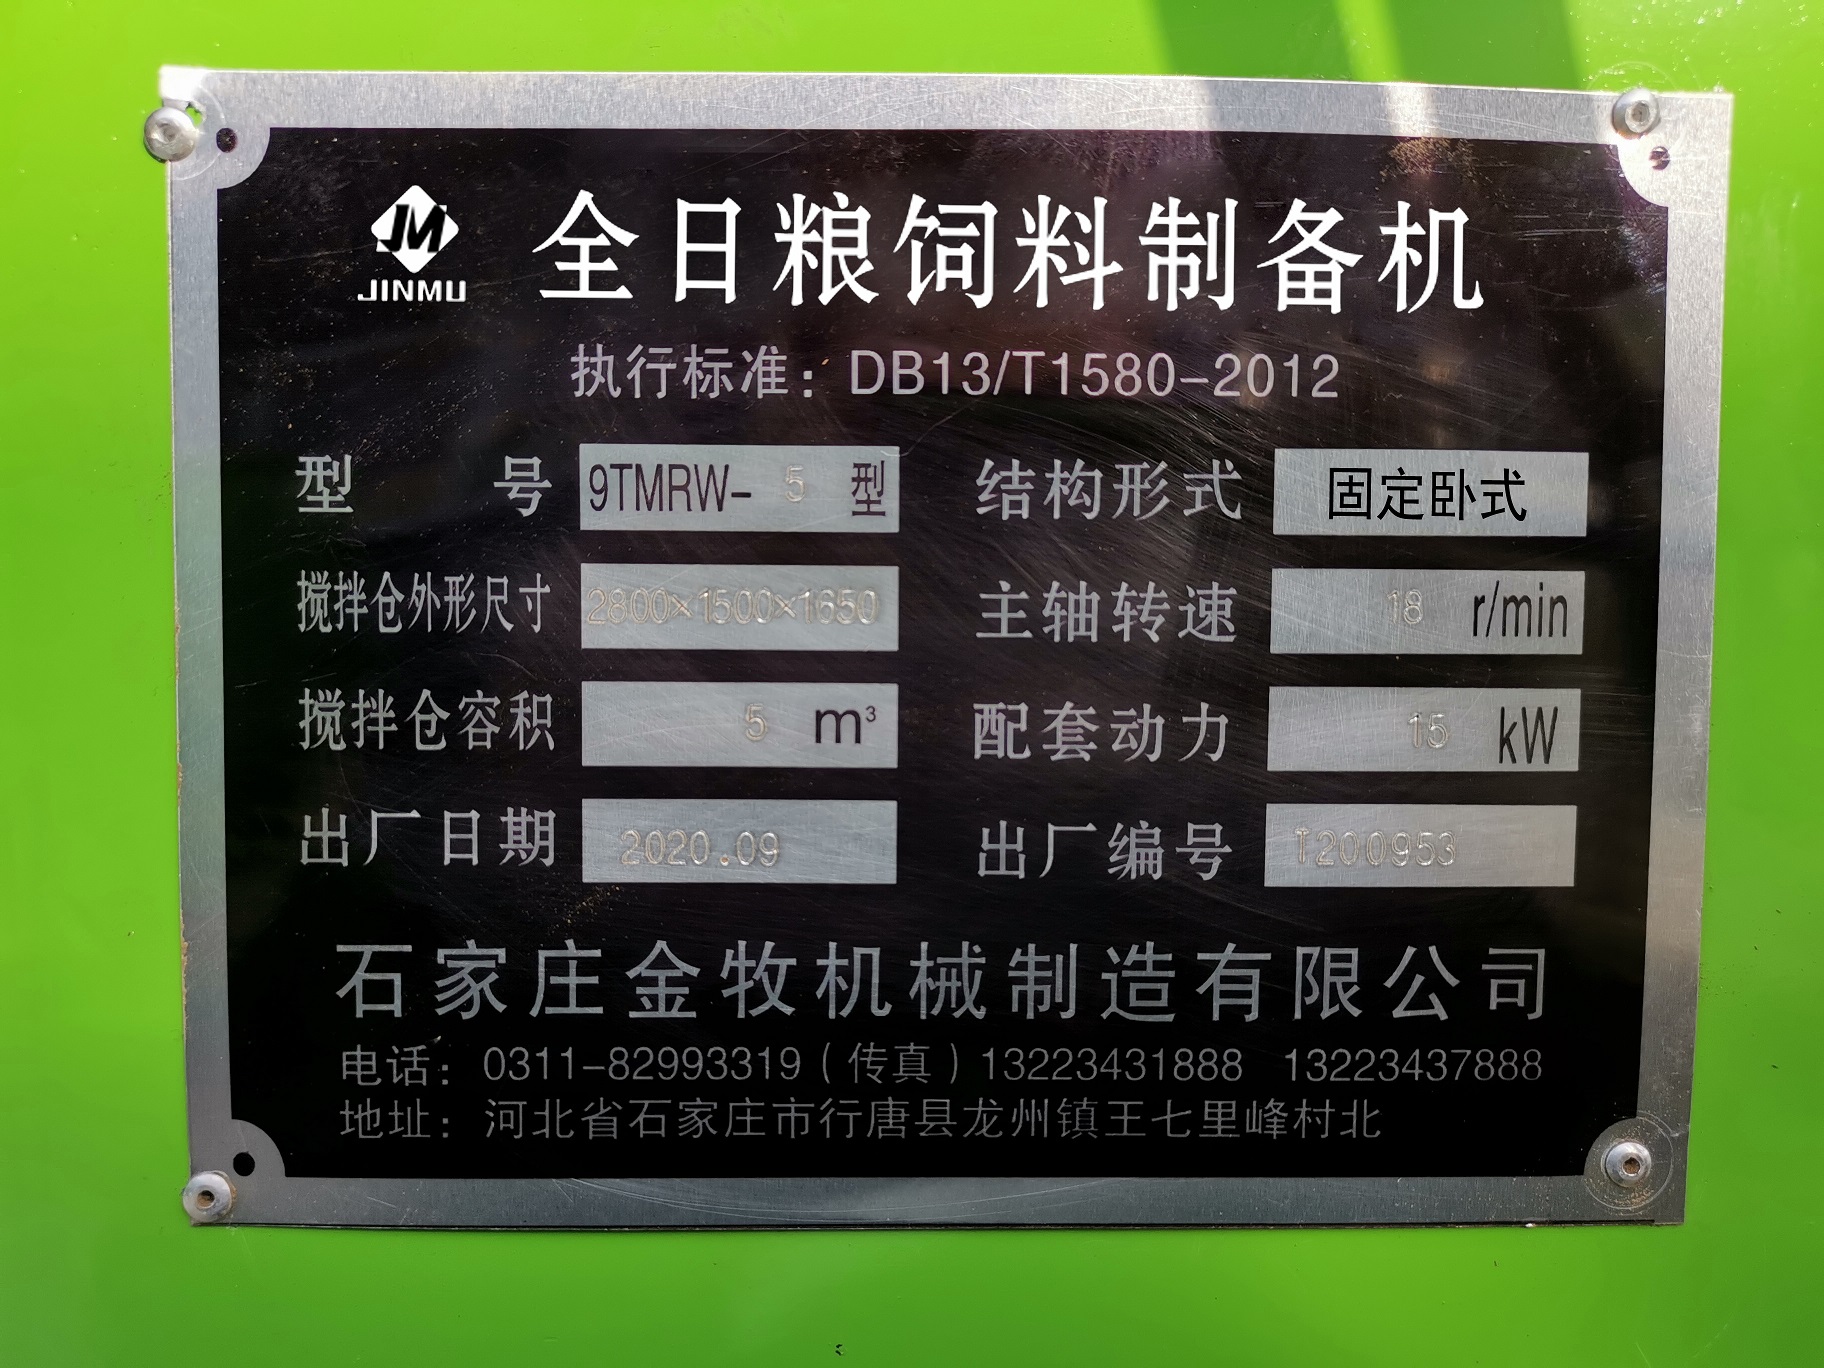 JM
JINMU
全日粮饲料制备机
执行标准：DB13/T1580-2012
型号 9TMRW- 5 型 结构形式 固定卧式
搅拌仓外形尺寸 2800×1500×1650 主轴转速 18 r/min
搅拌仓容积 5 m³ 配套动力 15 kW
出厂日期 2020.09 出厂编号 T200953
石家庄金牧机械制造有限公司
电话：0311-82993319（传真）13223431888 13223437888
地址：河北省石家庄市行唐县龙州镇王七里峰村北